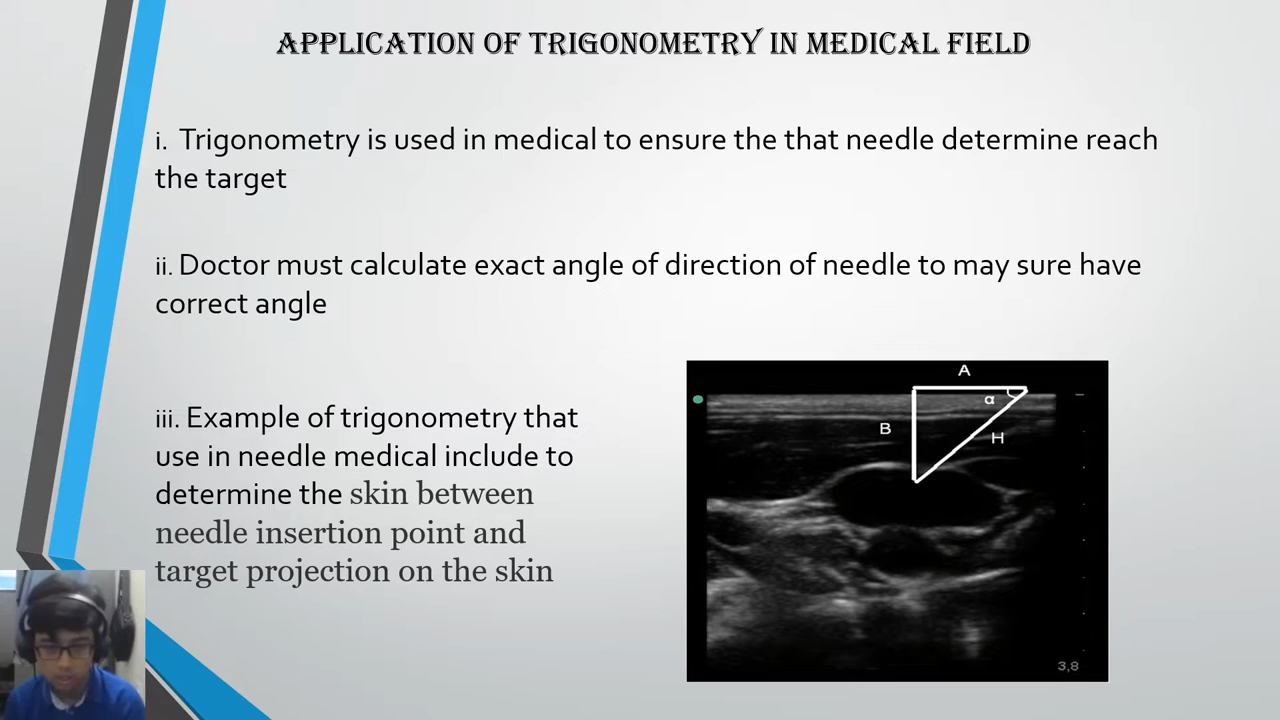 APPLICATION OF TRIGONOMETRY IN MEDICAL FIELD
i. Trigonometry is used in medical to ensure the that needle determine reach
the target
ii. Doctor must calculate exact angle of direction of needle to may sure have
correct angle
iii. Example of trigonometry that
use in needle medical include to
determine the skin between
needle insertion point and
target projection on the skin
A
α
B
H
3,8